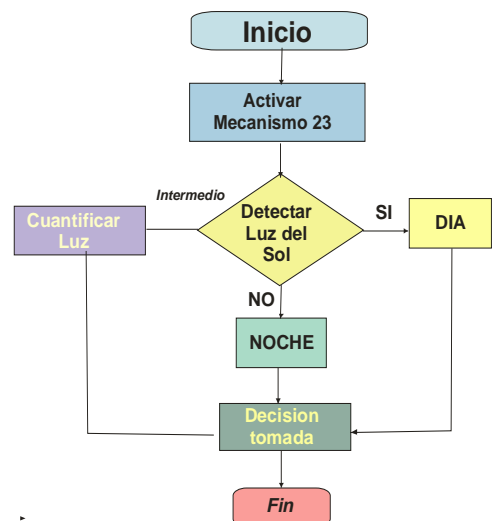 Inicio
Activar
Mecanismo 23
Intermedio
Cuantificar
Luz
Detectar
Luz del
Sol
SI
DIA
NO
NOCHE
Decision
tomada
Fin